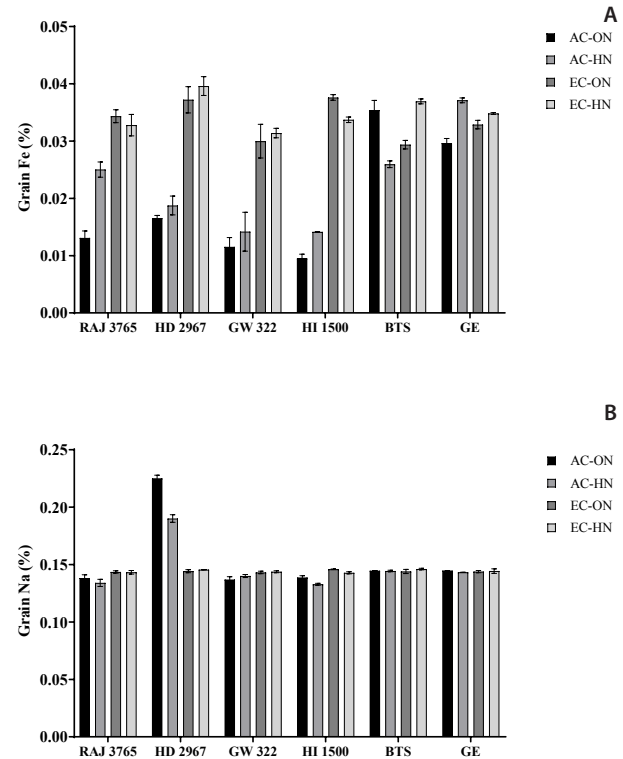 A
AC-ON
AC-HN
EC-ON
EC-HN
Grain Fe (%)
0.05
0.04
0.03
0.02
0.01
0.00
RAJ 3765 HD 2967 GW 322 HI 1500 BTS GE
B
AC-ON
AC-HN
EC-ON
EC-HN
Grain Na (%)
0.25
0.20
0.15
0.10
0.05
0.00
RAJ 3765 HD 2967 GW 322 HI 1500 BTS GE